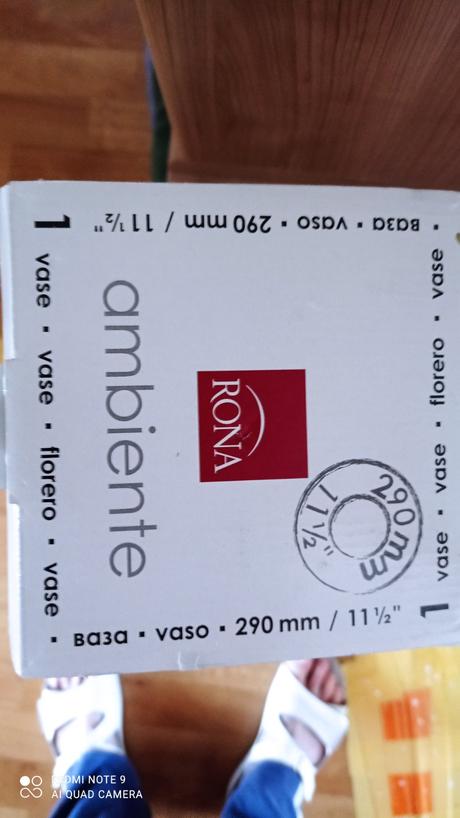 1 vase ▪ vase ▪ florero ▪ vase ▪
ваза ▪ vaso ▪ 290 mm / 11 ½"
ambiente
RONA
290 mm
11 ½"
1 vase ▪ vase ▪ florero ▪ vase ▪
ваза ▪ vaso ▪ 290 mm / 11 ½"
REDMI NOTE 9
AI QUAD CAMERA